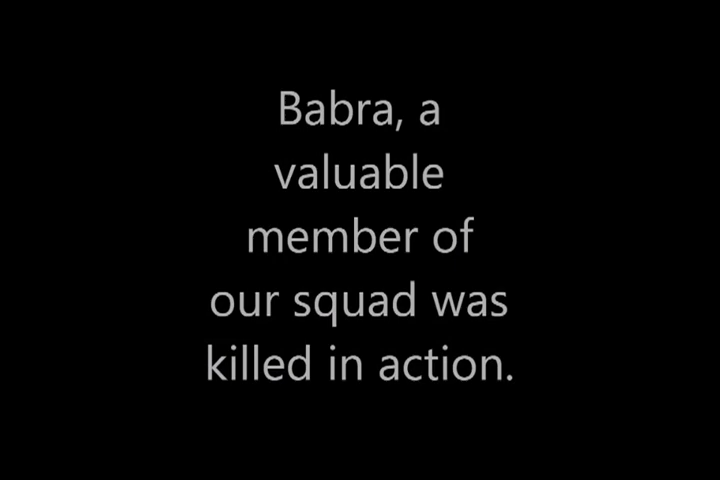 Babra, a
valuable
member of
our squad was
killed in action.